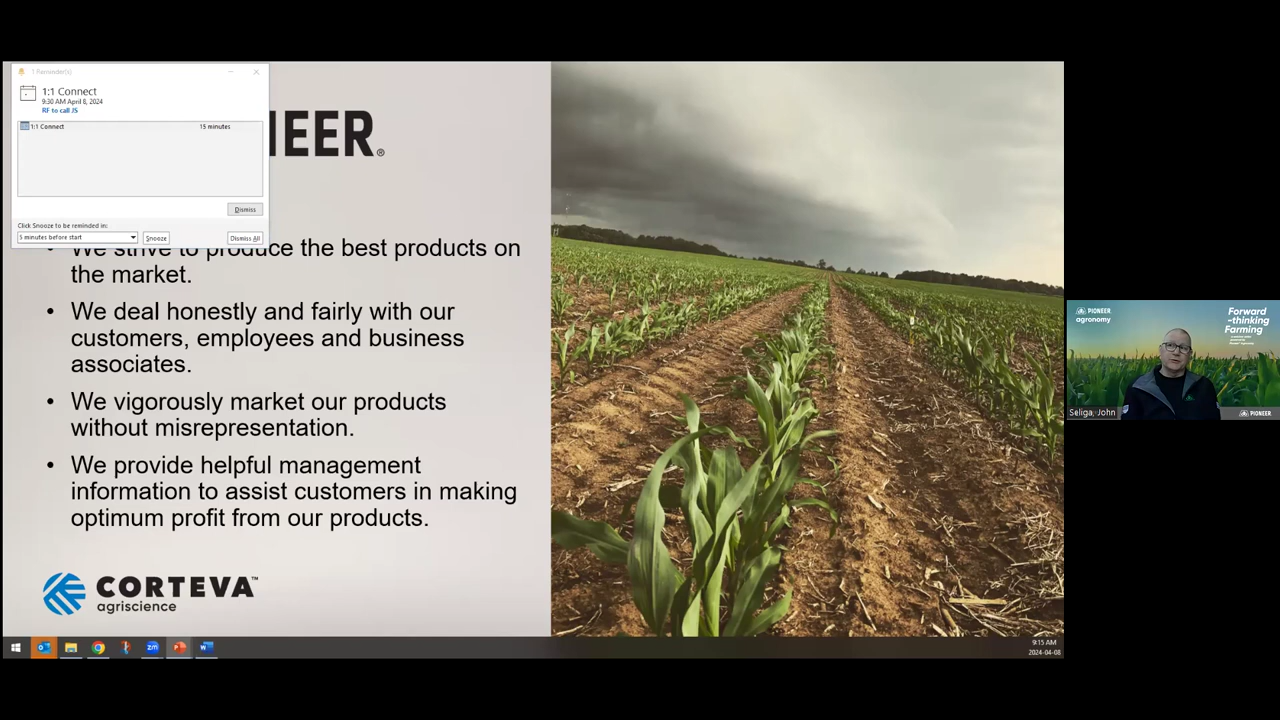 1 Reminder(s)
1:1 Connect
9:30 AM April 8, 2024
RF to call JS
1:1 Connect 15 minutes
Dismiss
Click Snooze to be reminded in:
5 minutes before start
Snooze
Dismiss All
NEER®
• We strive to produce the best products on
the market.
• We deal honestly and fairly with our
customers, employees and business
associates.
• We vigorously market our products
without misrepresentation.
• We provide helpful management
information to assist customers in making
optimum profit from our products.
CORTEVA™
agriscience
9:15 AM
2024-04-08
PIONEER
agronomy
Forward
-thinking
Farming
Seliga, John
PIONEER